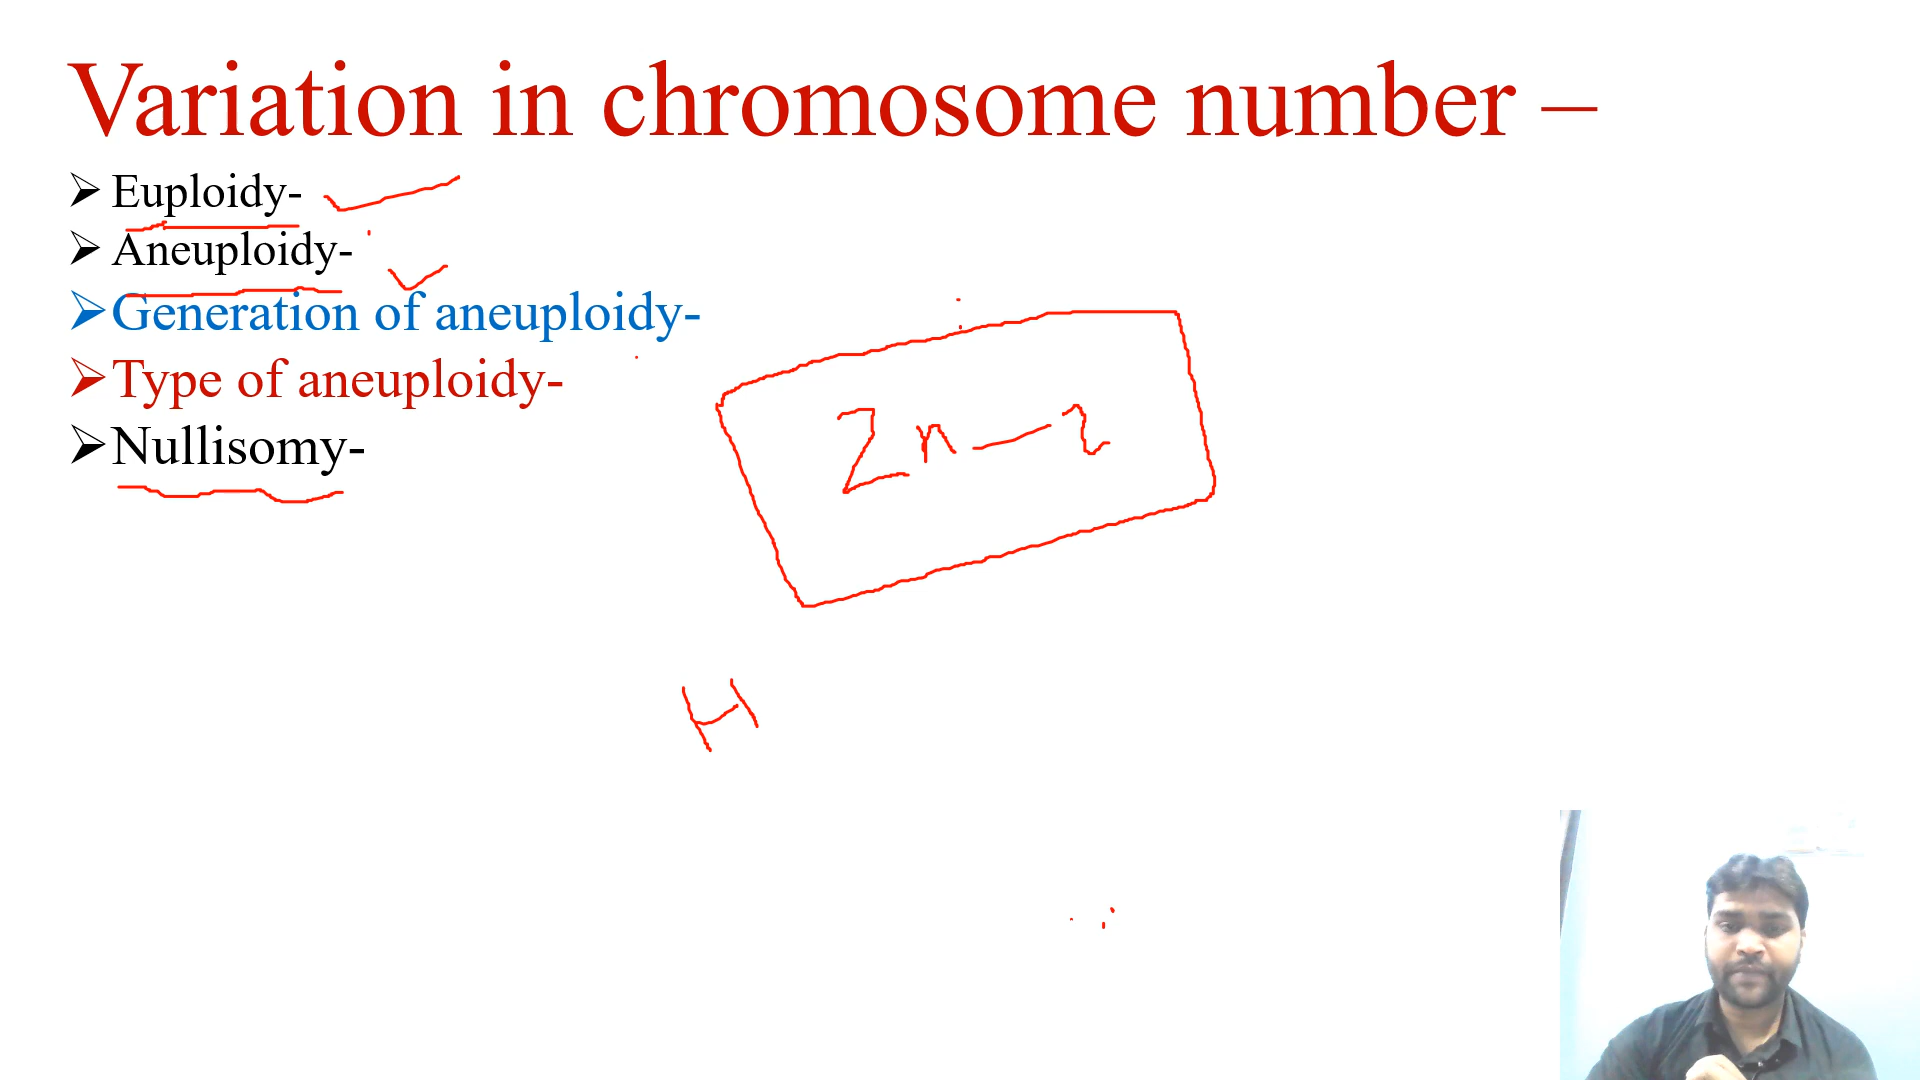 Variation in chromosome number –
➢ Euploidy-
➢ Aneuploidy-
➢ Generation of aneuploidy-
➢ Type of aneuploidy-
➢ Nullisomy-
2n-2
H